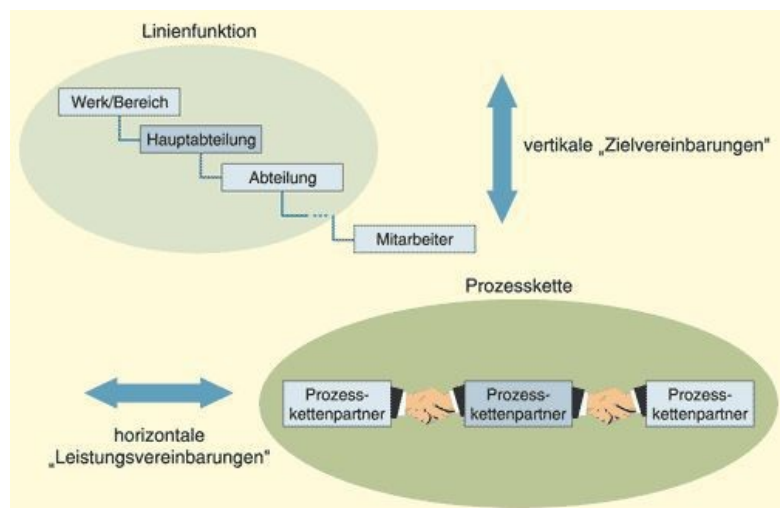 Linienfunktion
Werk/Bereich
Hauptabteilung
Abteilung
Mitarbeiter
vertikale „Zielvereinbarungen"
Prozesskette
Prozess-
kettenpartner
Prozess-
kettenpartner
Prozess-
kettenpartner
horizontale
„Leistungsvereinbarungen"